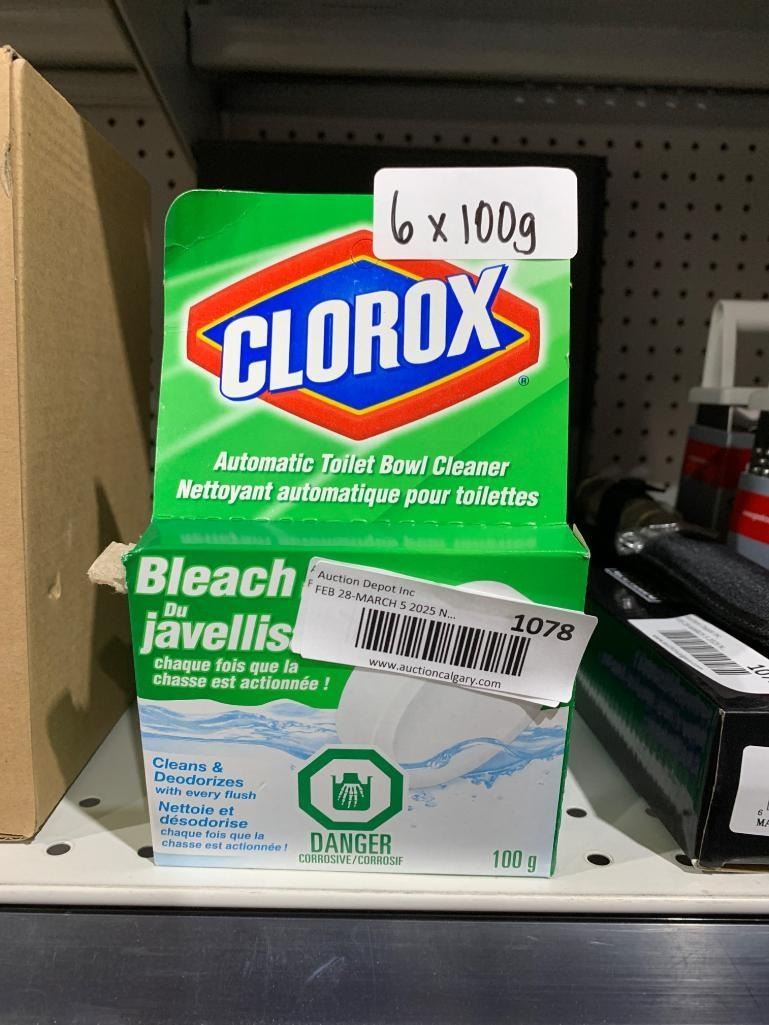 6 x 100g
CLOROX
®
Automatic Toilet Bowl Cleaner
Nettoyant automatique pour toilettes
Bleach
Du
javellis
chaque fois que la
chasse est actionnée !
Auction Depot Inc
FEB 28-MARCH 5 2025 N...
1078
www.auctioncalgary.com
Cleans &
Deodorizes
with every flush
Nettoie et
désodorise
chaque fois que la
chasse est actionnée !
DANGER
CORROSIVE/CORROSIF
100 g